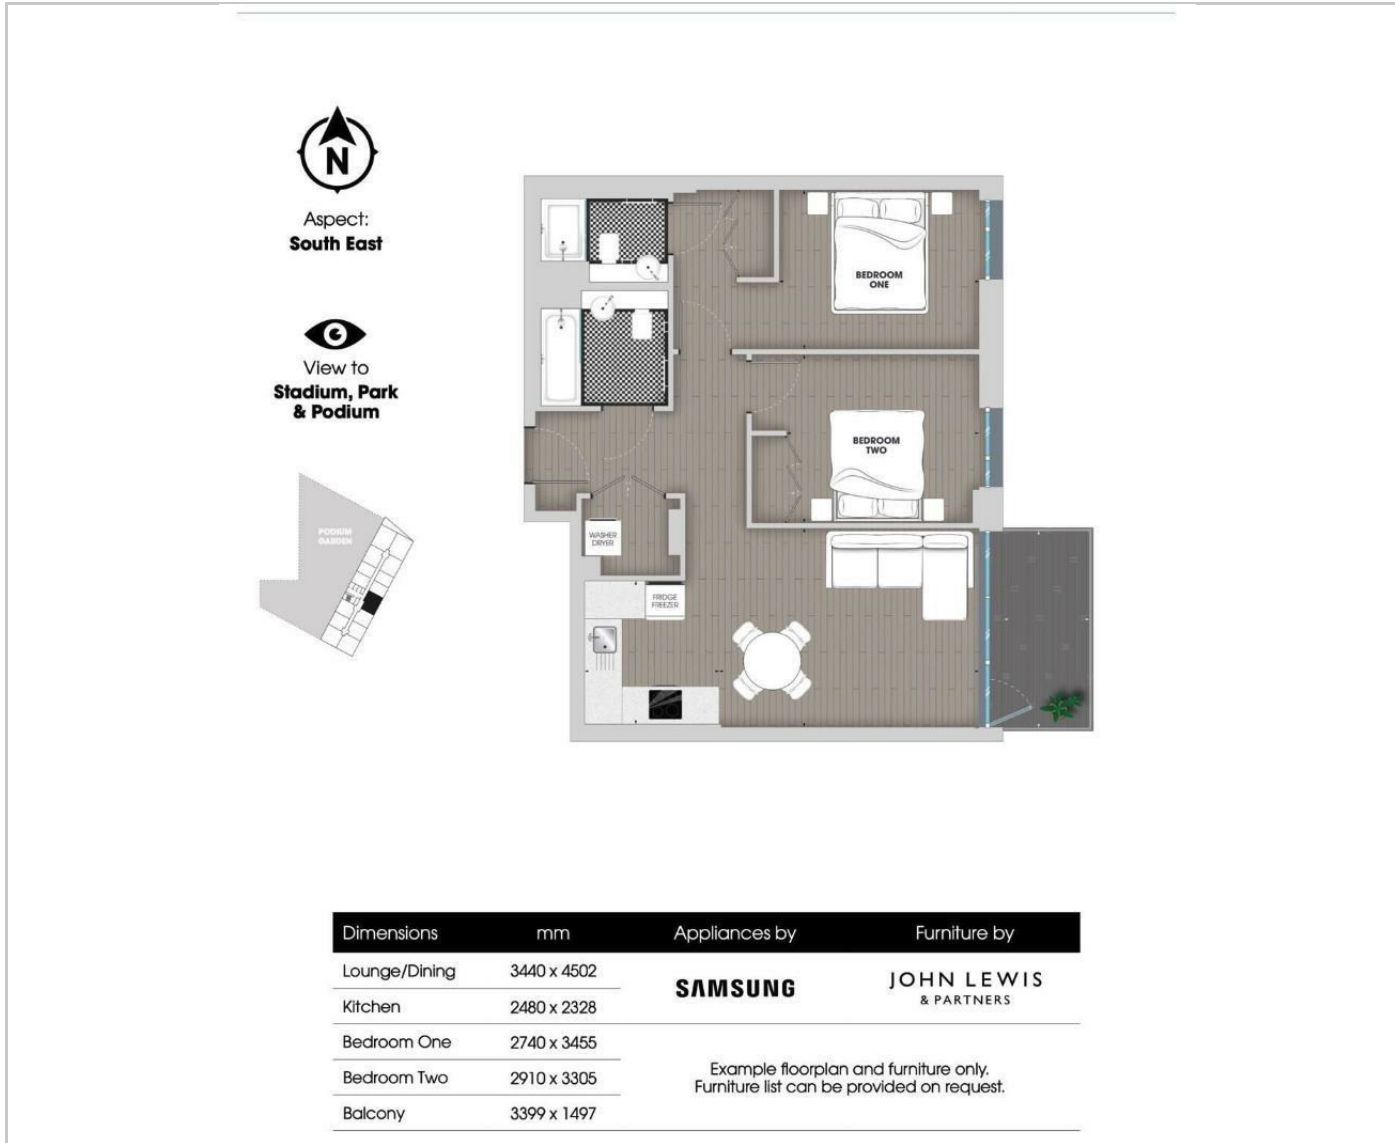 N
Aspect:
South East
View to
Stadium, Park
& Podium
PODIUM
GARDEN
BEDROOM
ONE
BEDROOM
TWO
WASHER
DRYER
FRIDGE
FREEZER
Dimensions mm Appliances by Furniture by
Lounge/Dining 3440 x 4502
SAMSUNG
JOHN LEWIS
& PARTNERS
Kitchen 2480 x 2328
Bedroom One 2740 x 3455
Bedroom Two 2910 x 3305
Balcony 3399 x 1497
Example floorplan and furniture only.
Furniture list can be provided on request.